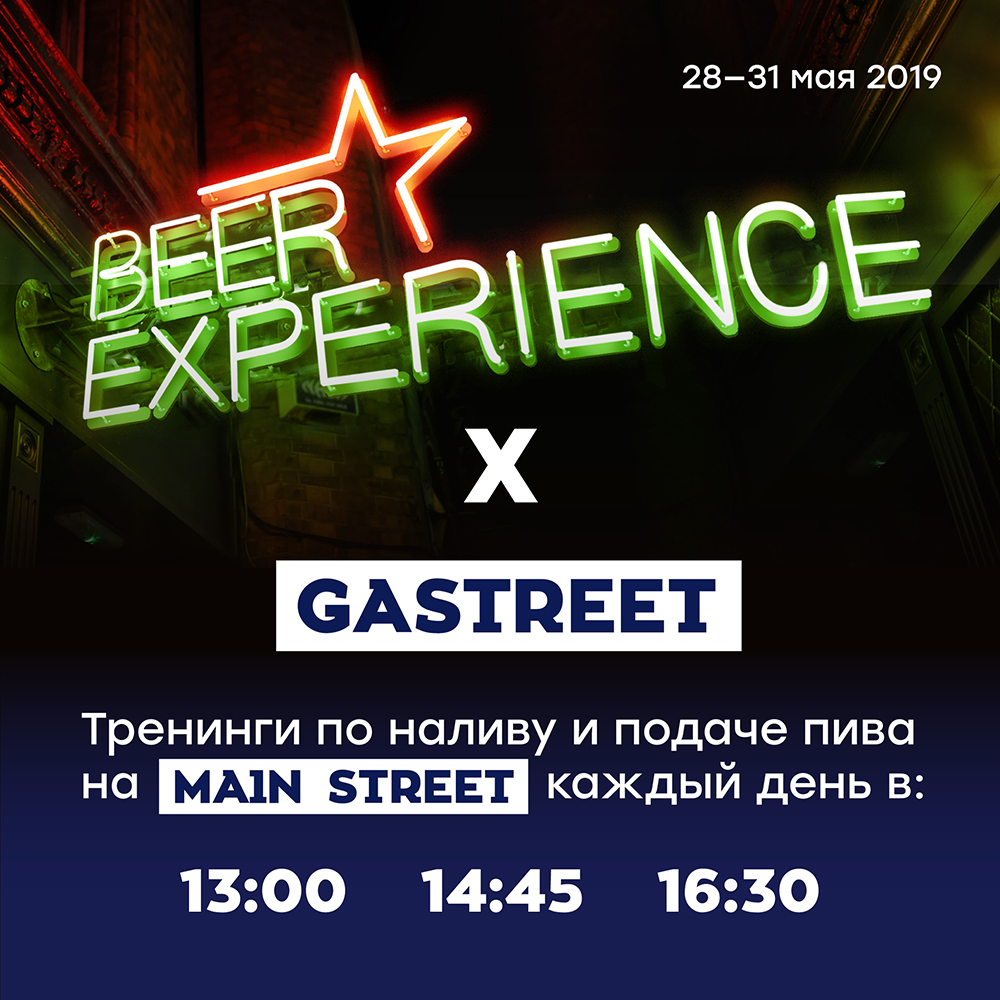 28–31 мая 2019
BEER
EXPERIENCE
X
GASTREET
Тренинги по наливу и подаче пива
на MAIN STREET каждый день в:
13:00 14:45 16:30